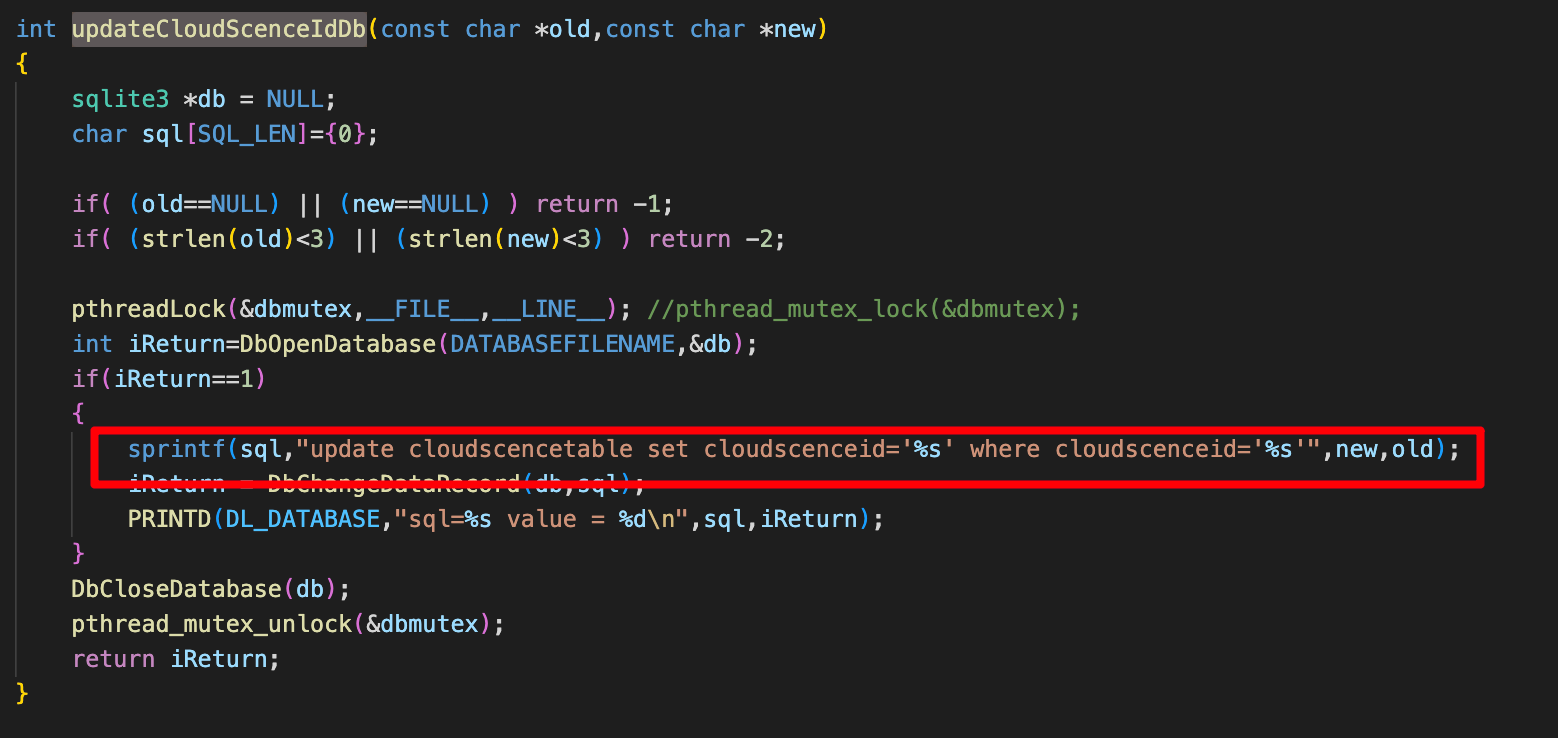 int updateCloudScenceIdDb(const char *old,const char *new)
{
sqlite3 *db = NULL;
char sql[SQL_LEN]={0};
if( (old==NULL) || (new==NULL) ) return -1;
if( (strlen(old)<3) || (strlen(new)<3) ) return -2;
pthreadLock(&dbmutex,__FILE__,__LINE__); //pthread_mutex_lock(&dbmutex);
int iReturn=DbOpenDatabase(DATABASEFILENAME,&db);
if(iReturn==1)
{
sprintf(sql,"update cloudscencetable set cloudscenceid='%s' where cloudscenceid='%s'",new,old);
iReturn = DbChangeDataRecord(db,sql);
PRINTD(DL_DATABASE,"sql=%s value = %d\n",sql,iReturn);
}
DbCloseDatabase(db);
pthread_mutex_unlock(&dbmutex);
return iReturn;
}